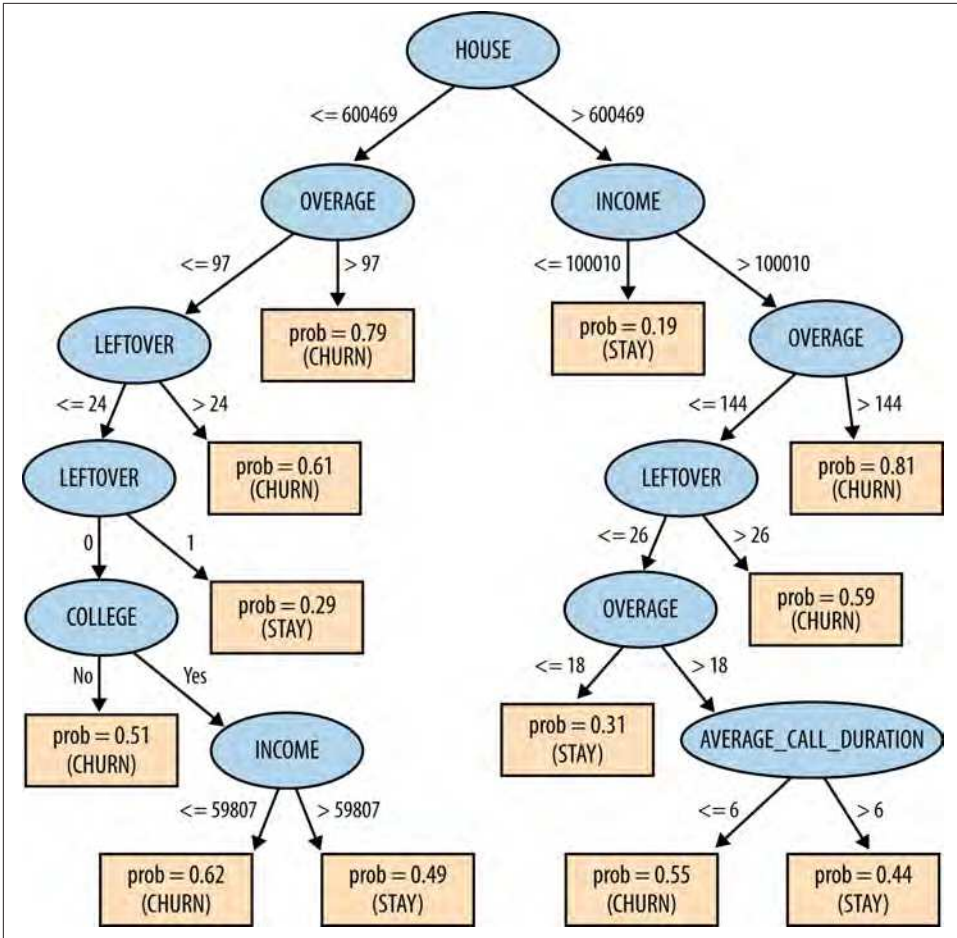 HOUSE
<= 600469
> 600469
OVERAGE
INCOME
<= 97
> 97
<= 100010
> 100010
LEFTOVER
prob = 0.79
(CHURN)
prob = 0.19
(STAY)
OVERAGE
<= 24
> 24
<= 144
> 144
LEFTOVER
prob = 0.61
(CHURN)
LEFTOVER
prob = 0.81
(CHURN)
0
1
<= 26
> 26
COLLEGE
prob = 0.29
(STAY)
OVERAGE
prob = 0.59
(CHURN)
No
Yes
<= 18
> 18
prob = 0.51
(CHURN)
INCOME
prob = 0.31
(STAY)
AVERAGE_CALL_DURATION
<= 59807
> 59807
<= 6
> 6
prob = 0.62
(CHURN)
prob = 0.49
(STAY)
prob = 0.55
(CHURN)
prob = 0.44
(STAY)